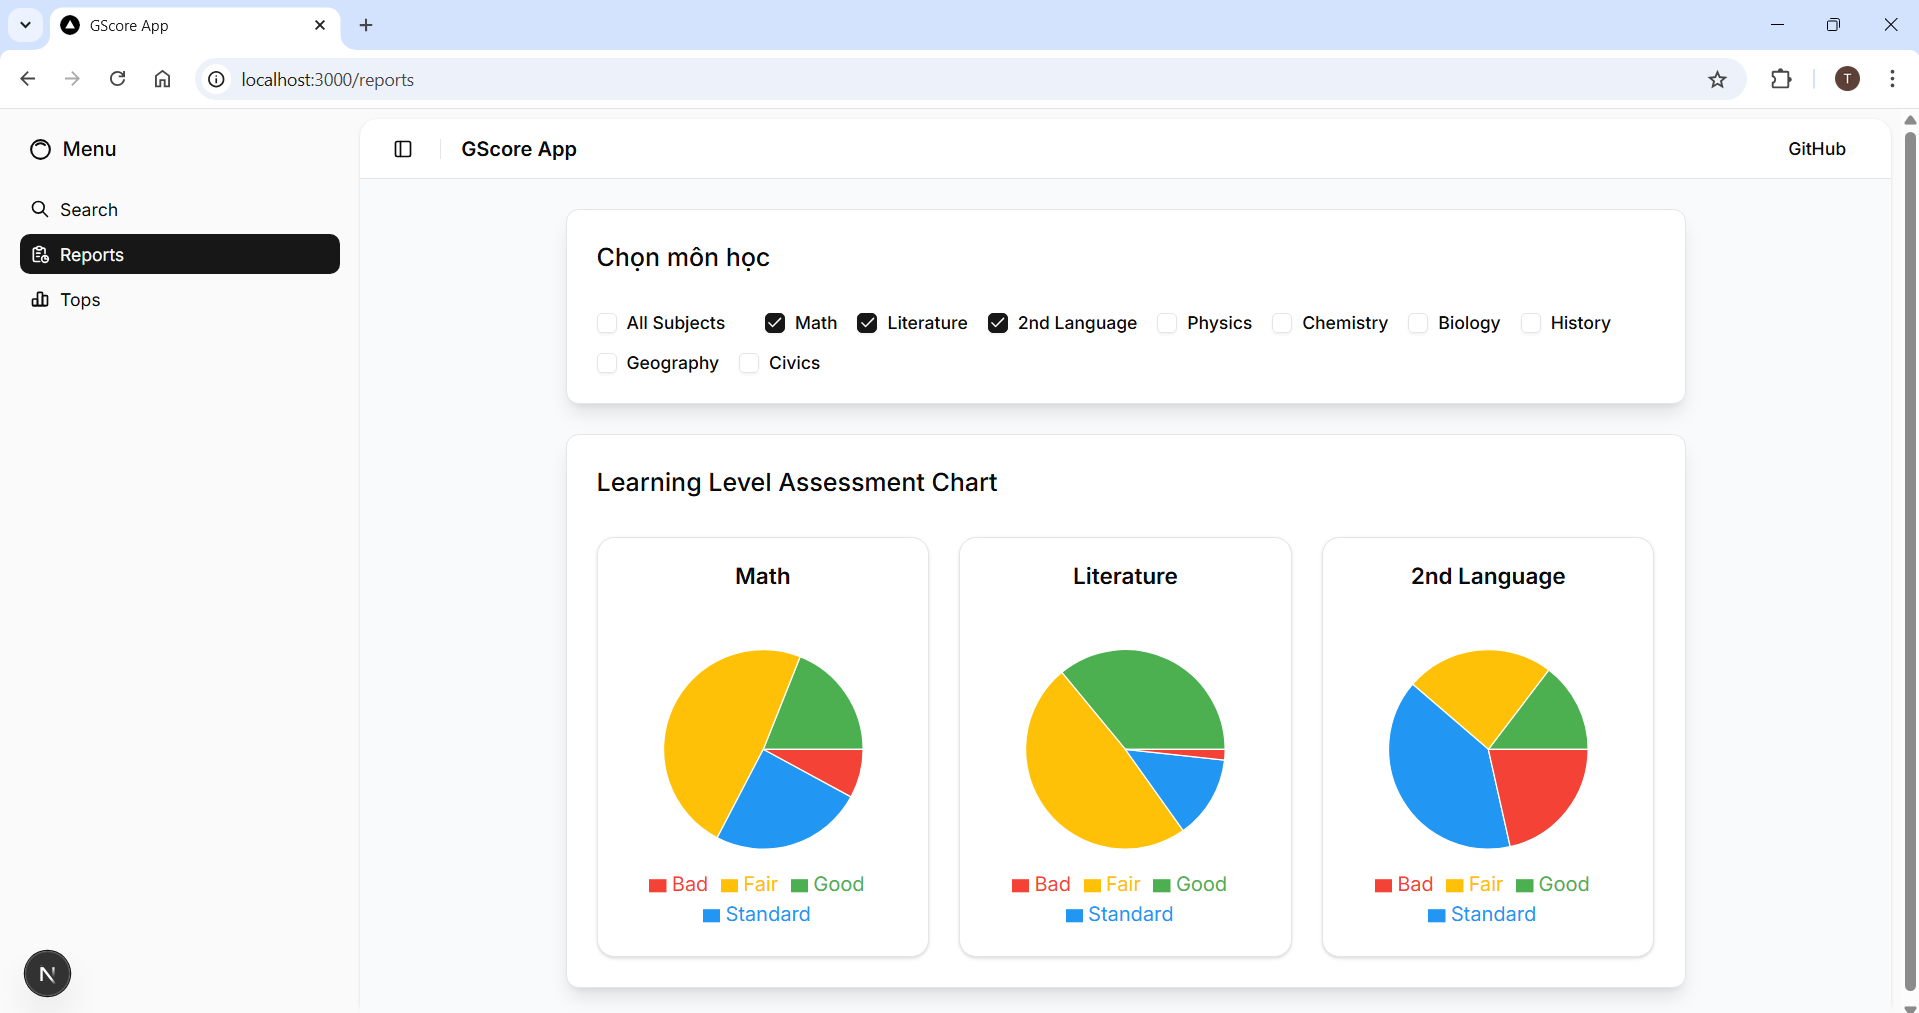 GScore App
localhost:3000/reports
T
Menu
GScore App
GitHub
Search
Reports
Tops
Chọn môn học
All Subjects Math Literature 2nd Language Physics Chemistry Biology History
Geography Civics
Learning Level Assessment Chart
Math
Bad Fair Good
Standard
Literature
Bad Fair Good
Standard
2nd Language
Bad Fair Good
Standard
N